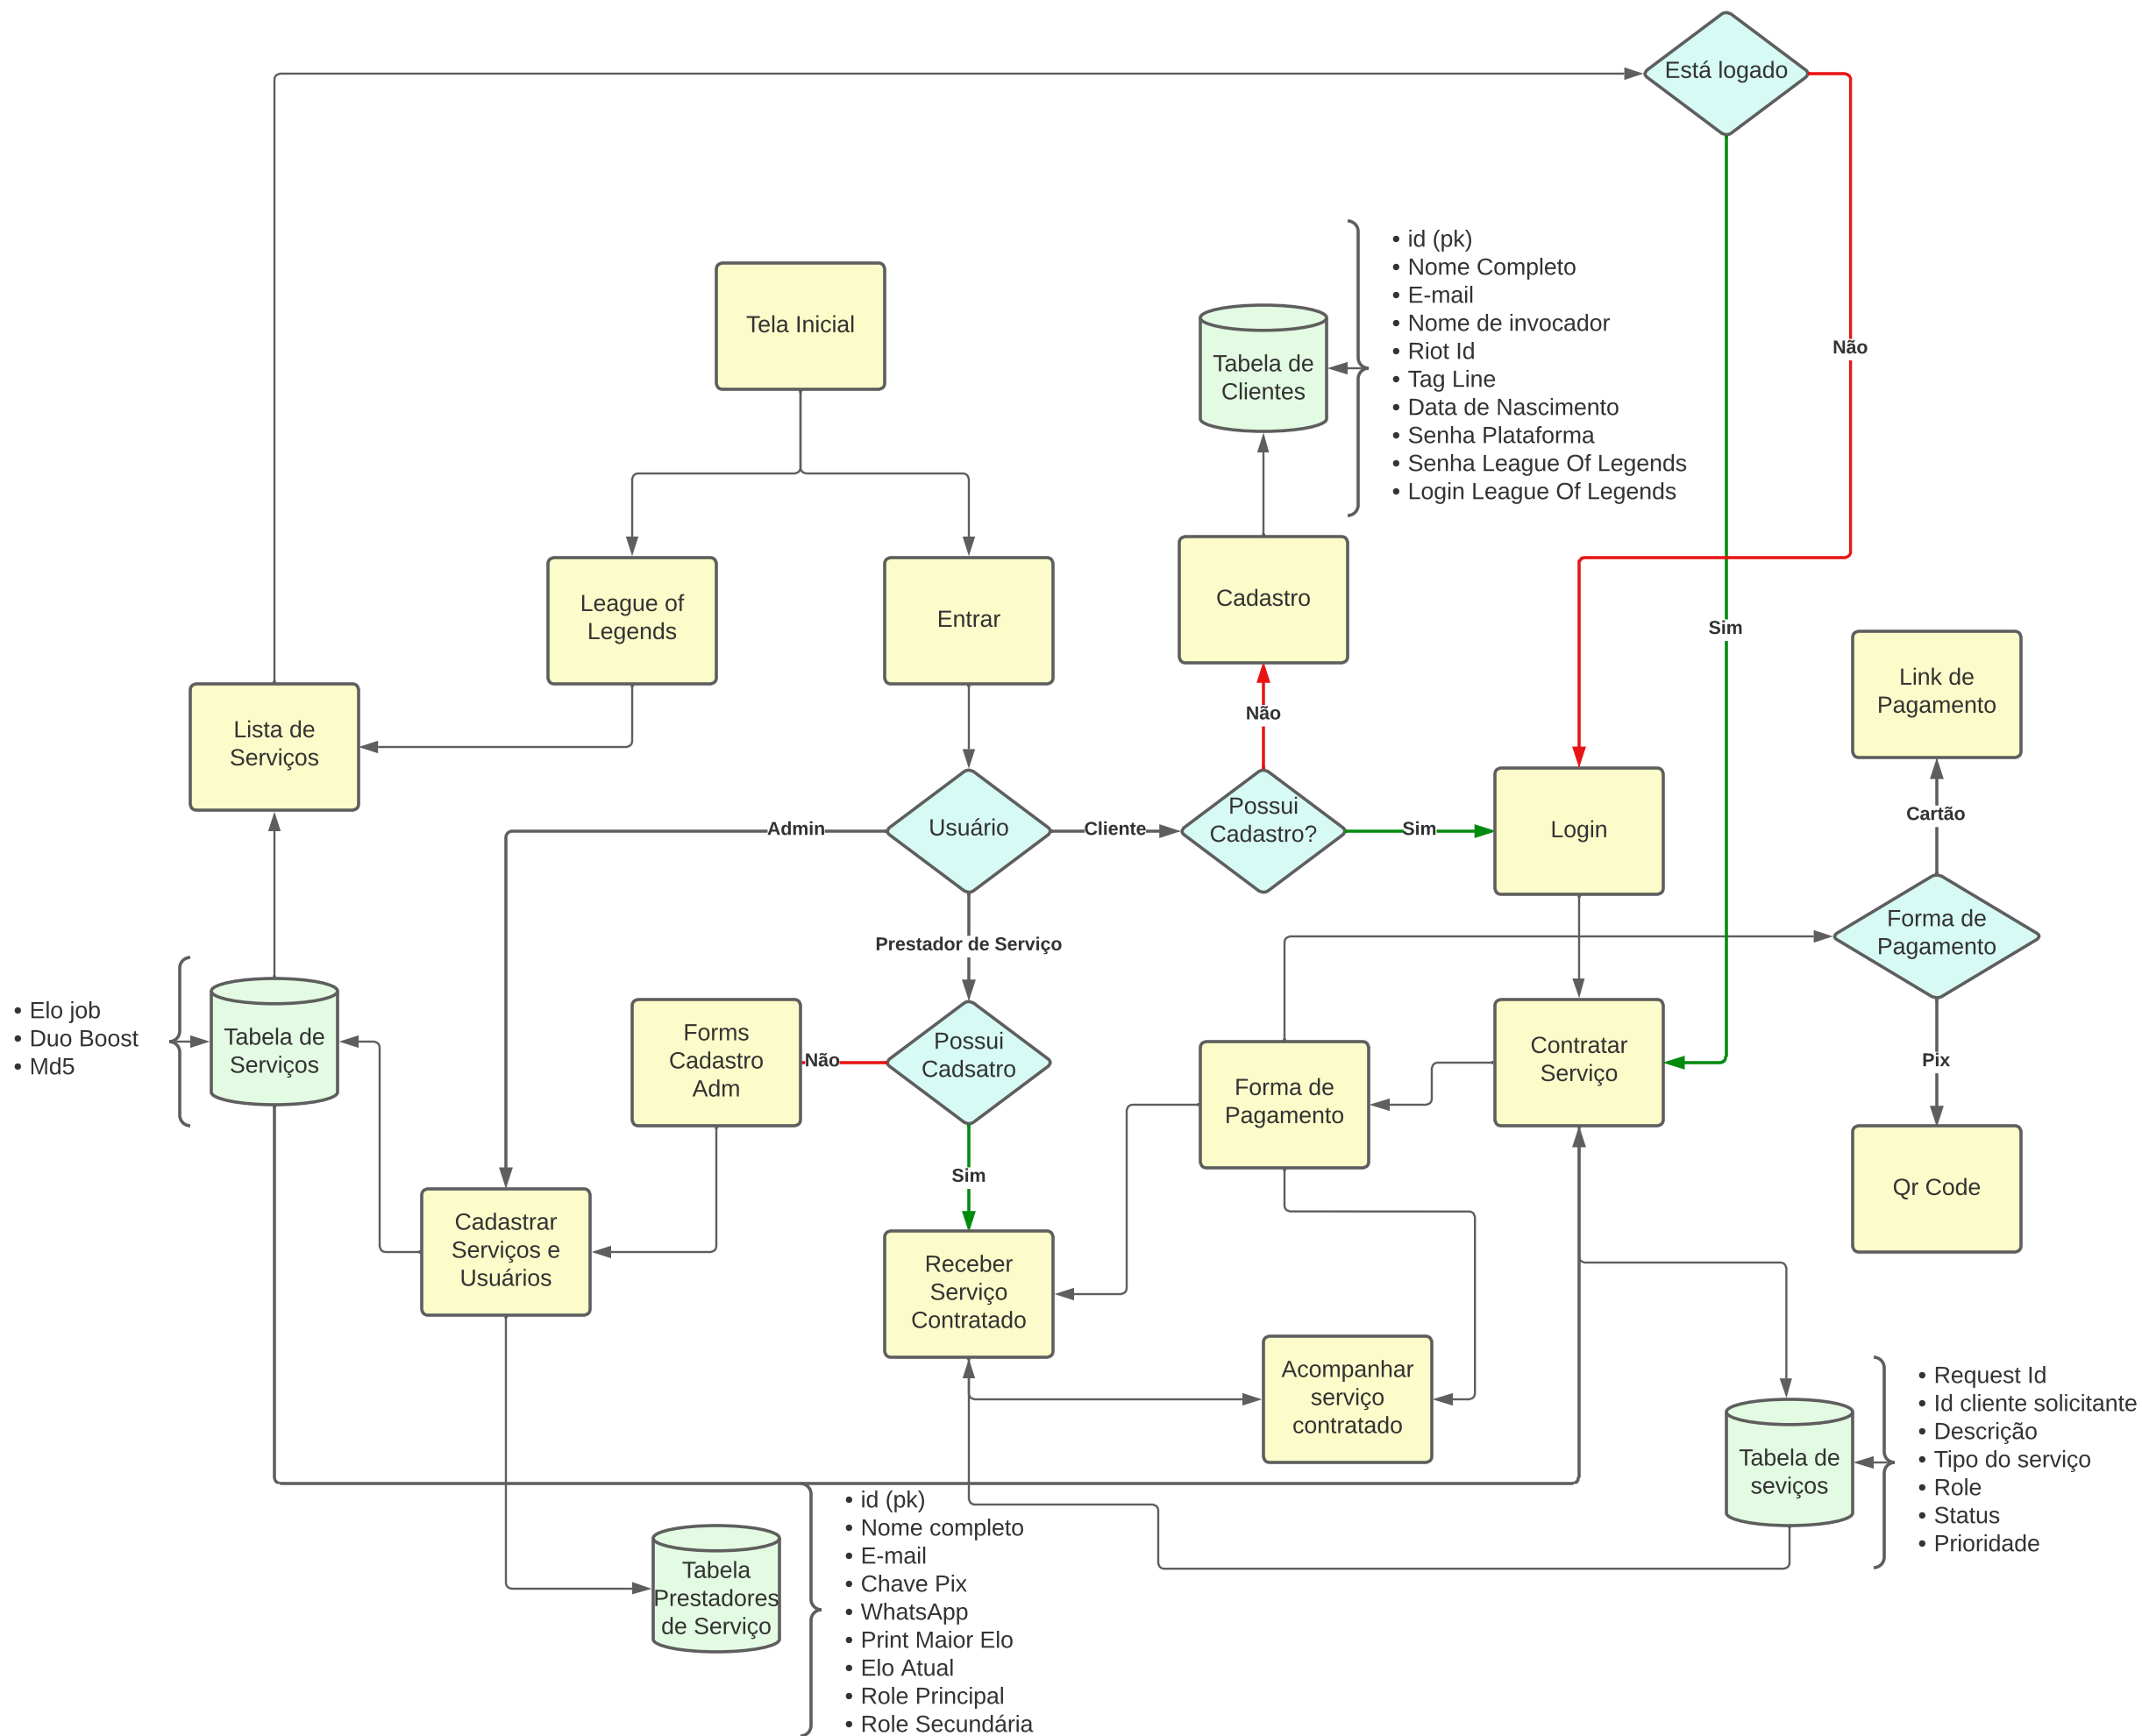 Está logado
• id (pk)
• Nome Completo
• E-mail
• Nome de invocador
• Riot Id
• Tag Line
• Data de Nascimento
• Senha Plataforma
• Senha League Of Legends
• Login League Of Legends
Tela Inicial
Tabela de
Clientes
Não
League of
Legends
Entrar
Cadastro
Sim
Link de
Pagamento
Lista de
Serviços
Não
Admin
Usuário
Cliente
Possui
Cadastro?
Sim
Login
Cartão
Prestador de Serviço
Forma de
Pagamento
• Elo job
• Duo Boost
• Md5
Tabela de
Serviços
Forms
Cadastro
Adm
Não
Possui
Cadsatro
Forma de
Pagamento
Contratar
Serviço
Pix
Sim
Qr Code
Cadastrar
Serviços e
Usuários
Receber
Serviço
Contratado
Acompanhar
serviço
contratado
Tabela de
seviços
• Request Id
• Id cliente solicitante
• Descrição
• Tipo do serviço
• Role
• Status
• Prioridade
Tabela
Prestadores
de Serviço
• id (pk)
• Nome completo
• E-mail
• Chave Pix
• WhatsApp
• Print Maior Elo
• Elo Atual
• Role Principal
• Role Secundária